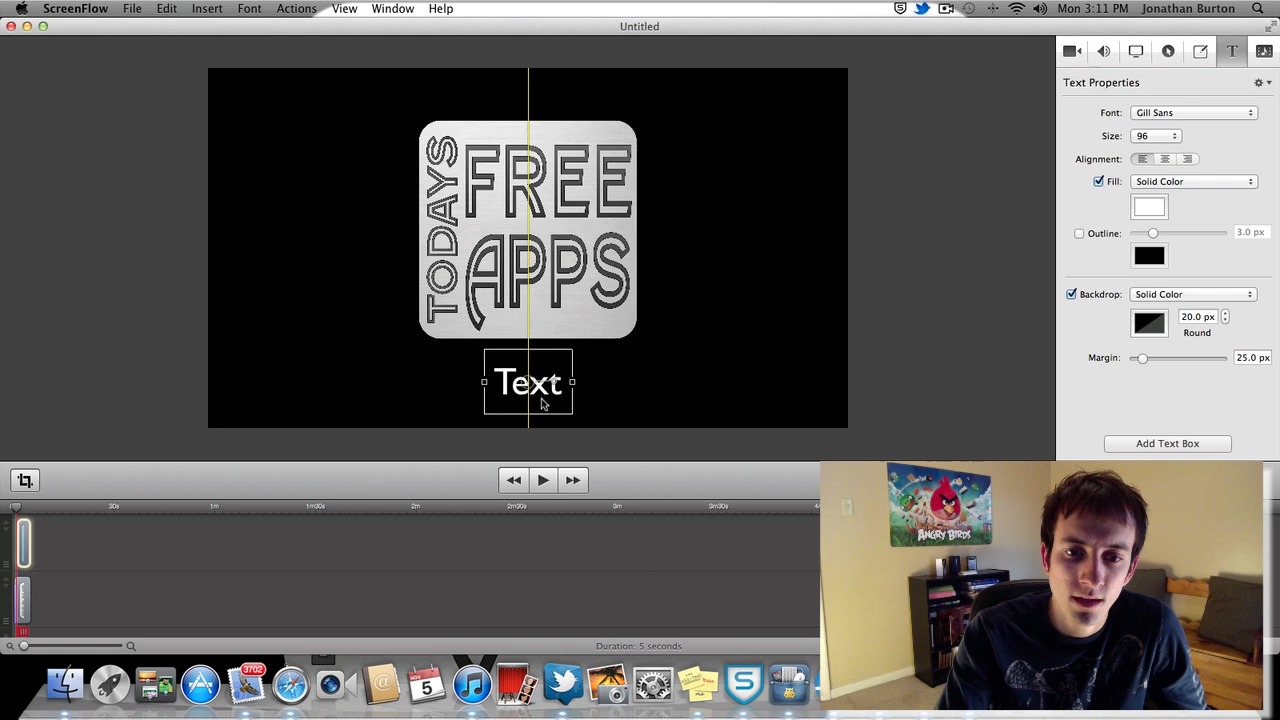 ScreenFlow File Edit Insert Font Actions View Window Help Mon 3:11 PM Jonathan Burton
Untitled
Text Properties
Font: Gill Sans
Size: 96
Alignment:
Fill: Solid Color
Outline: 3.0 px
Backdrop: Solid Color
20.0 px
Round
Margin: 25.0 px
Add Text Box
TODAYS
FREE
APPS
Text
30s 1m 1m30s 2m 2m30s 3m 3m30s
Duration: 5 seconds
ANGRY BIRDS
3702
5